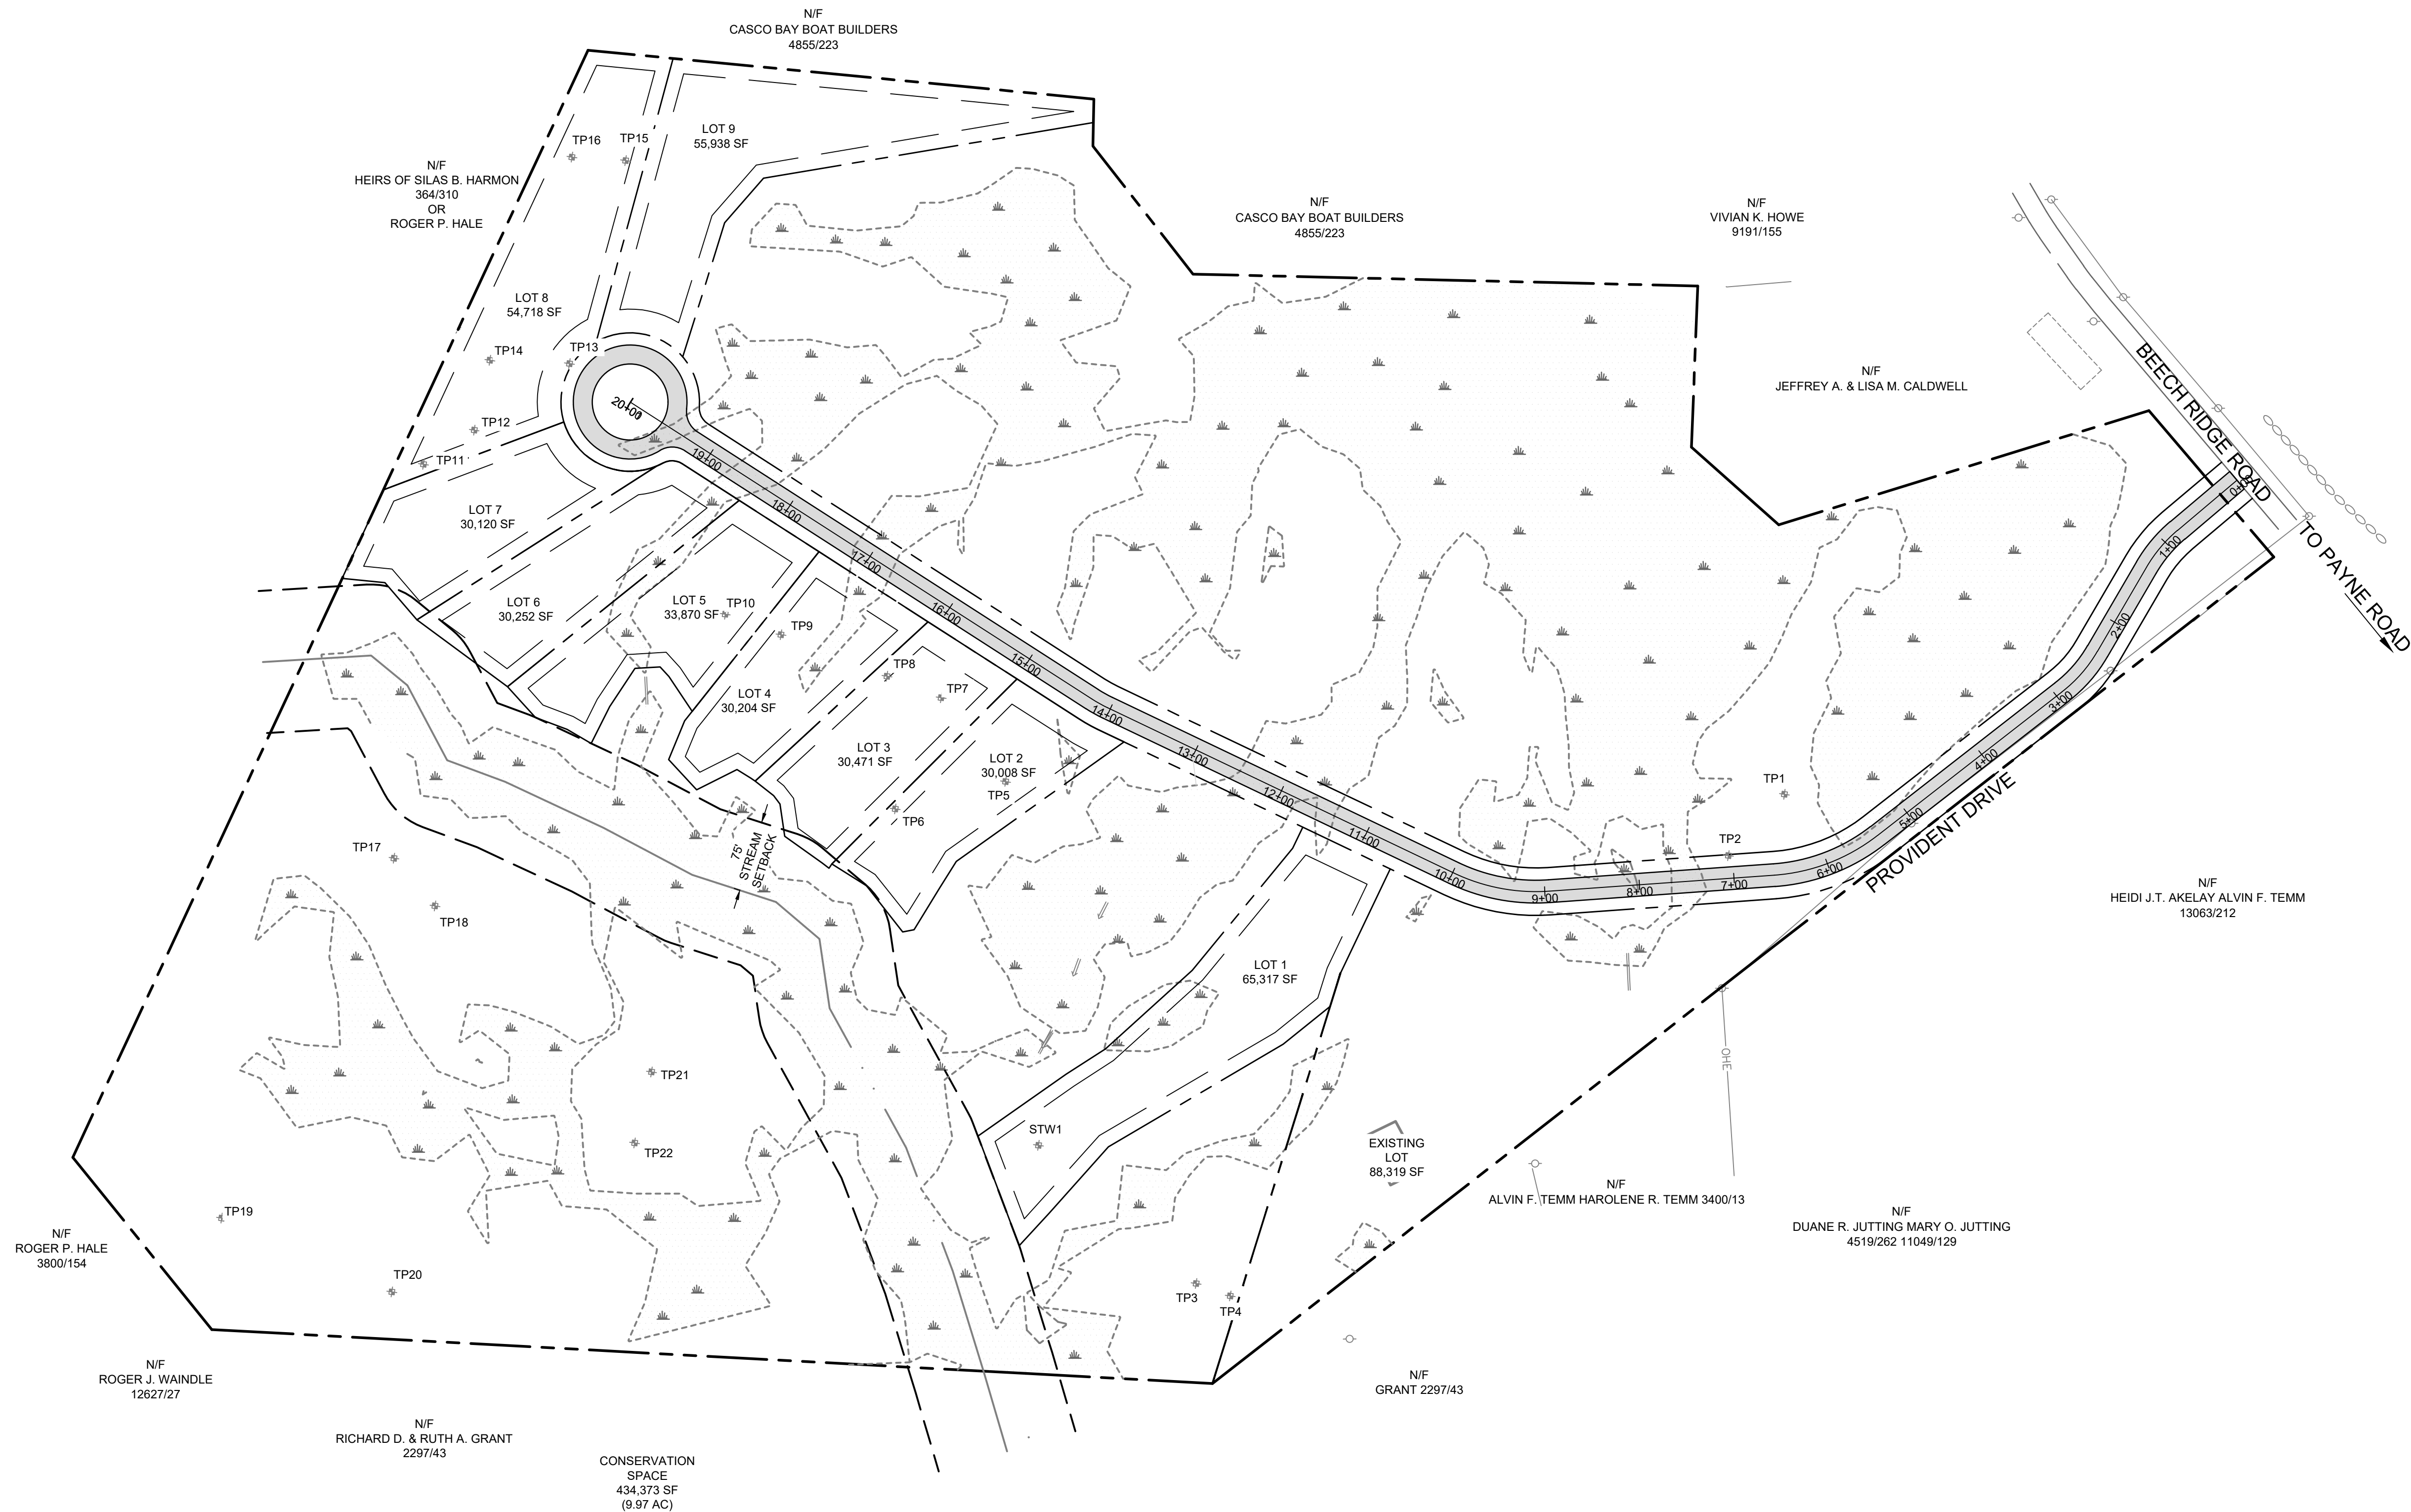 N/F
CASCO BAY BOAT BUILDERS
4855/223
LOT 9
55,938 SF
TP16
TP15
N/F
HEIRS OF SILAS B. HARMON
364/310
OR
ROGER P. HALE
N/F
CASCO BAY BOAT BUILDERS
4855/223
N/F
VIVIAN K. HOWE
9191/155
N/F
JEFFREY A. & LISA M. CALDWELL
BEECH RIDGE ROAD
TO PAYNE ROAD
LOT 8
54,718 SF
TP14
TP13
TP12
TP11
20+00
19+00
18+00
17+00
16+00
15+00
14+00
13+00
12+00
11+00
10+00
9+00
8+00
7+00
6+00
5+00
4+00
3+00
2+00
1+00
PROVIDENT DRIVE
LOT 7
30,120 SF
LOT 6
30,252 SF
LOT 5
33,870 SF
TP10
TP9
LOT 4
30,204 SF
TP8
TP7
LOT 3
30,471 SF
LOT 2
30,008 SF
TP5
TP6
TP1
TP2
75'
STREAM
SETBACK
TP17
TP18
LOT 1
65,317 SF
N/F
HEIDI J.T. AKELAY ALVIN F. TEMM
13063/212
OHE
TP21
TP22
STW1
EXISTING
LOT
88,319 SF
N/F
ALVIN F. TEMM HAROLENE R. TEMM 3400/13
N/F
DUANE R. JUTTING MARY O. JUTTING
4519/262 11049/129
TP19
TP20
TP3
TP4
N/F
ROGER P. HALE
3800/154
N/F
ROGER J. WAINDLE
12627/27
N/F
GRANT 2297/43
N/F
RICHARD D. & RUTH A. GRANT
2297/43
CONSERVATION
SPACE
434,373 SF
(9.97 AC)